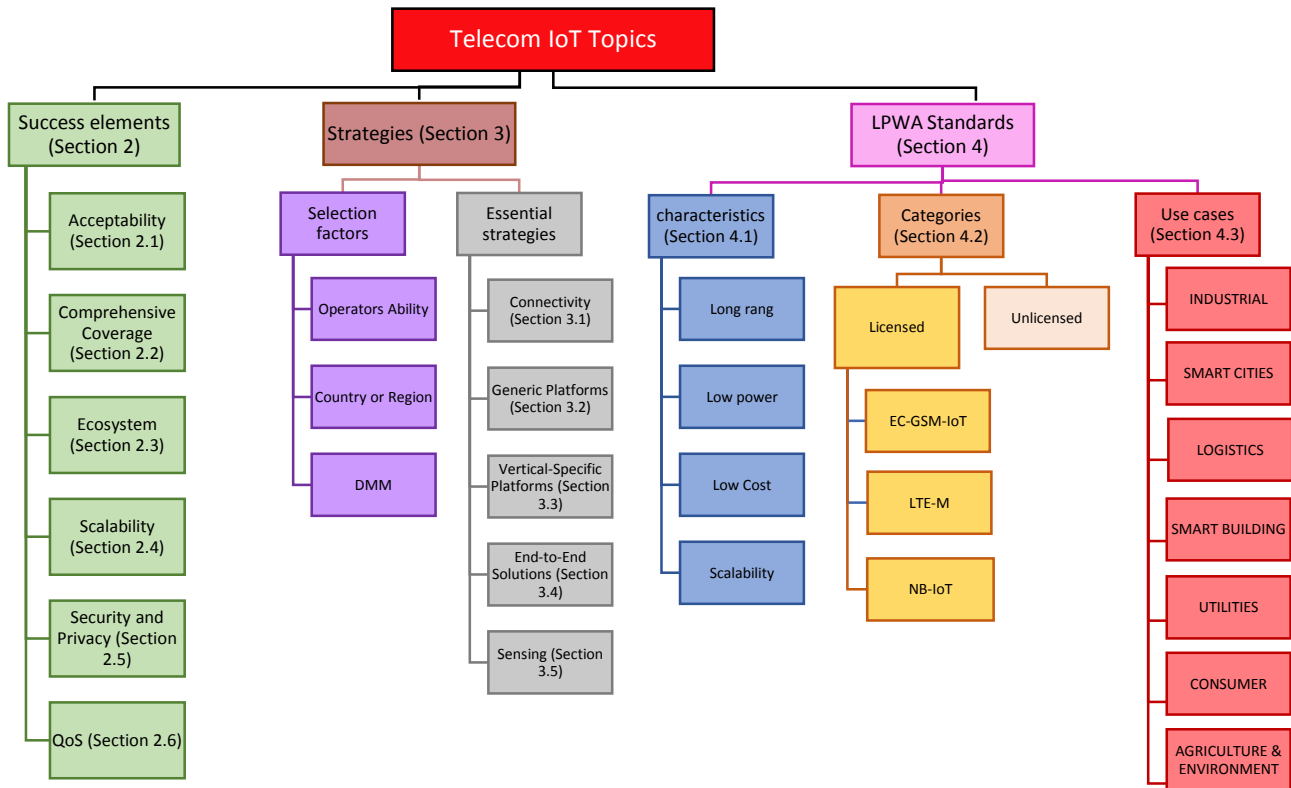 Telecom IoT Topics
Success elements
(Section 2)
Acceptability
(Section 2.1)
Comprehensive
Coverage
(Section 2.2)
Ecosystem
(Section 2.3)
Scalability
(Section 2.4)
Security and
Privacy (Section
2.5)
QoS (Section 2.6)
Strategies (Section 3)
Selection
factors
Operators Ability
Country or Region
DMM
Essential
strategies
Connectivity
(Section 3.1)
Generic Platforms
(Section 3.2)
Vertical-Specific
Platforms (Section
3.3)
End-to-End
Solutions (Section
3.4)
Sensing (Section
3.5)
LPWA Standards
(Section 4)
characteristics
(Section 4.1)
Long rang
Low power
Low Cost
Scalability
Categories
(Section 4.2)
Licensed
EC-GSM-IoT
LTE-M
NB-IoT
Unlicensed
Use cases
(Section 4.3)
INDUSTRIAL
SMART CITIES
LOGISTICS
SMART BUILDING
UTILITIES
CONSUMER
AGRICULTURE &
ENVIRONMENT